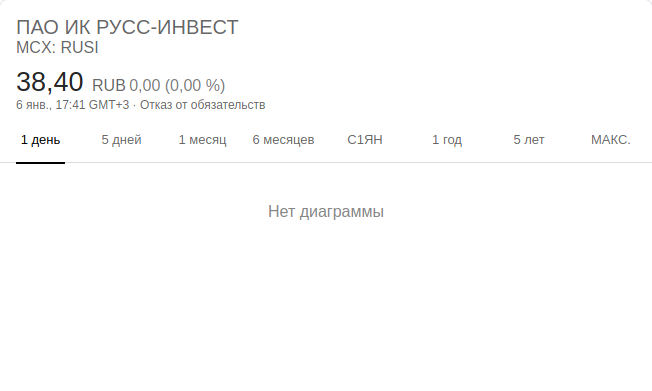 ПАО ИК РУСС-ИНВЕСТ
MCX: RUSI
38,40 RUB 0,00 (0,00 %)
6 янв., 17:41 GMT+3 · Отказ от обязательств
1 день 5 дней 1 месяц 6 месяцев С1ЯН 1 год 5 лет МАКС.
Нет диаграммы